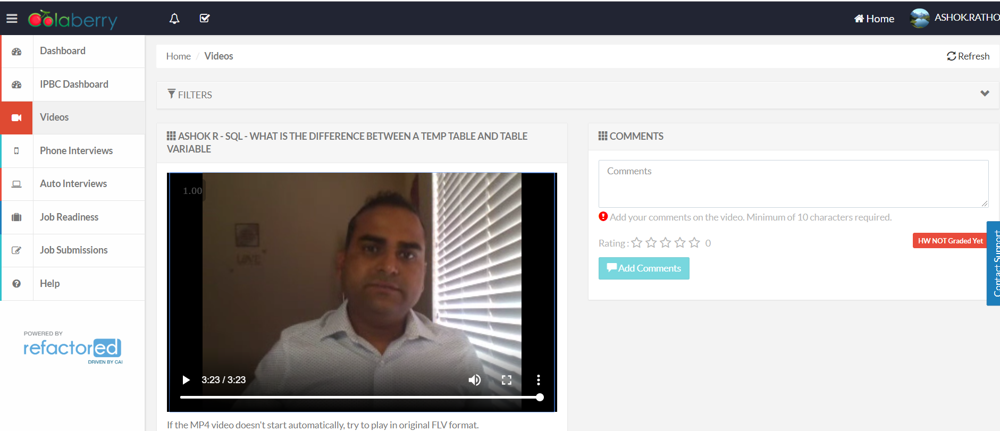 Colaberry
Home
ASHOK.RATHO
Dashboard
IPBC Dashboard
Videos
Phone Interviews
Auto Interviews
Job Readiness
Job Submissions
Help
POWERED BY
refactored
DRIVEN BY CAI
Home / Videos
Refresh
FILTERS
ASHOK R - SQL - WHAT IS THE DIFFERENCE BETWEEN A TEMP TABLE AND TABLE
VARIABLE
1.00
LOVE
3:23 / 3:23
If the MP4 video doesn't start automatically, try to play in original FLV format.
COMMENTS
Comments
Add your comments on the video. Minimum of 10 characters required.
Rating : 0
HW NOT Graded Yet
Add Comments
Contact Support